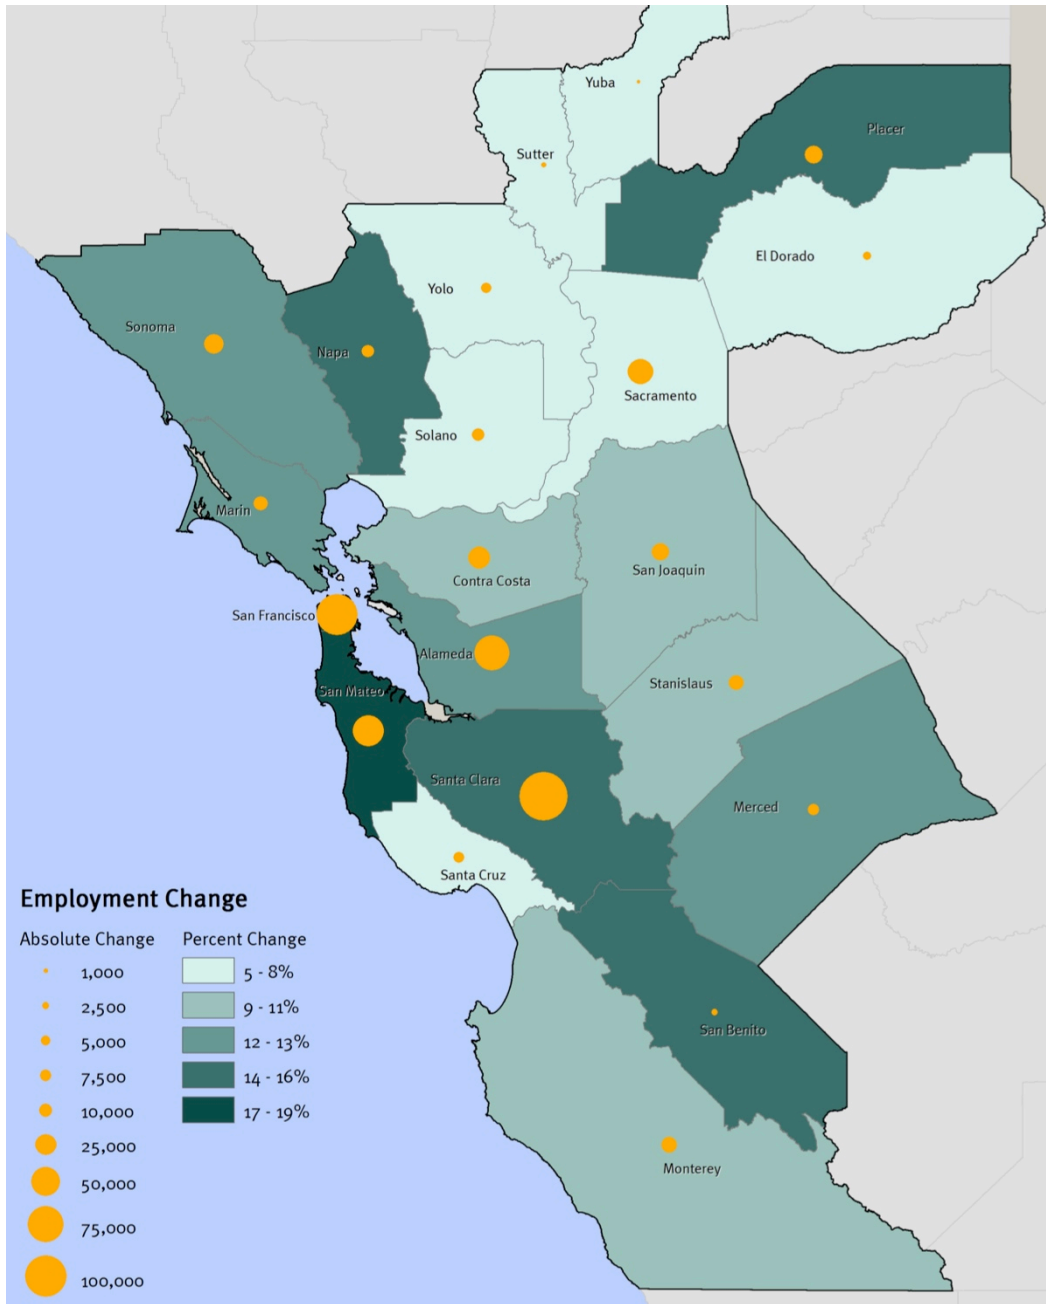 Yuba
Placer
Sutter
El Dorado
Yolo
Sonoma
Napa
Sacramento
Solano
Marin
San Joaquin
Contra Costa
San Francisco
Alameda
Stanislaus
San Mateo
Santa Clara
Merced
Santa Cruz
San Benito
Monterey
Employment Change
Absolute Change
1,000
2,500
5,000
7,500
10,000
25,000
50,000
75,000
100,000
Percent Change
5 - 8%
9 - 11%
12 - 13%
14 - 16%
17 - 19%